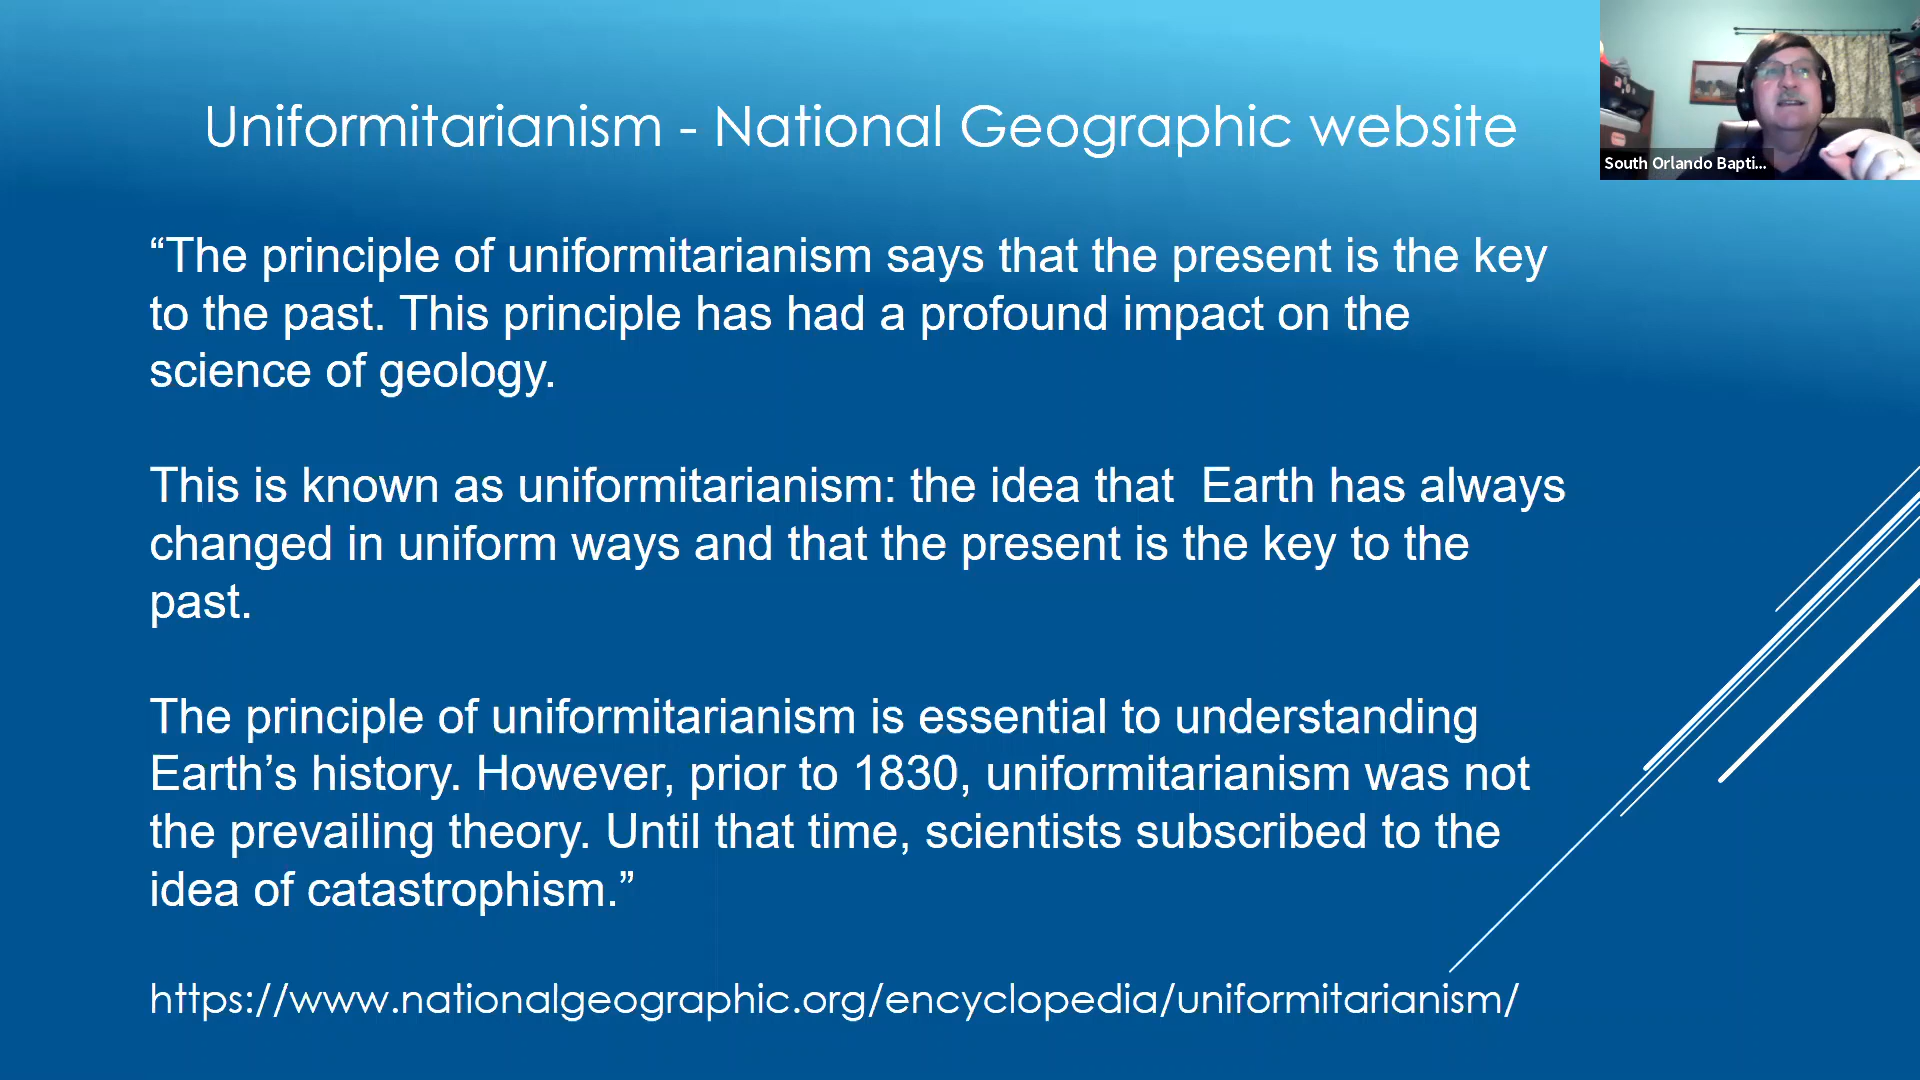 Uniformitarianism - National Geographic website
South Orlando Bapti...
“The principle of uniformitarianism says that the present is the key
to the past. This principle has had a profound impact on the
science of geology.
This is known as uniformitarianism: the idea that  Earth has always
changed in uniform ways and that the present is the key to the
past.
The principle of uniformitarianism is essential to understanding
Earth’s history. However, prior to 1830, uniformitarianism was not
the prevailing theory. Until that time, scientists subscribed to the
idea of catastrophism.”
https://www.nationalgeographic.org/encyclopedia/uniformitarianism/